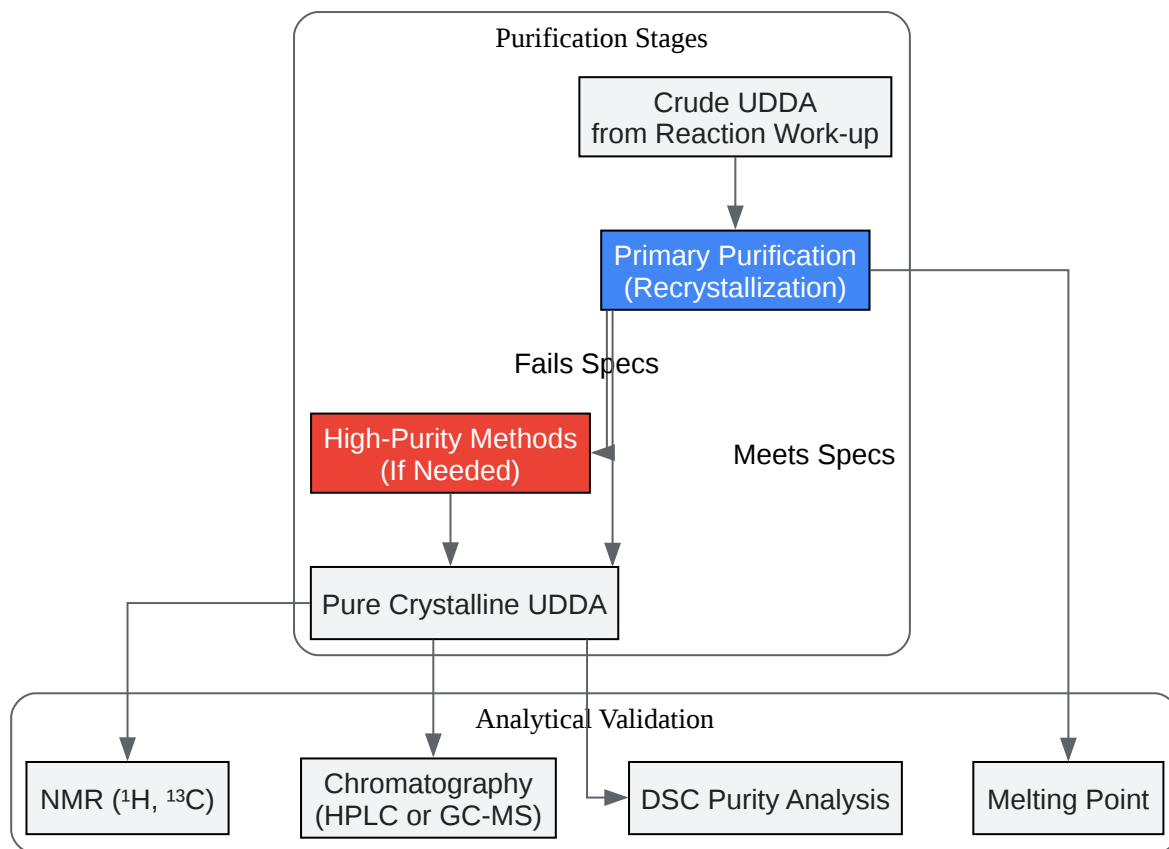 Purification Stages
Crude UDDA
from Reaction Work-up
Primary Purification
(Recrystallization)
Fails Specs
High-Purity Methods
(If Needed)
Meets Specs
Pure Crystalline UDDA
Analytical Validation
NMR (¹H, ¹³C)
Chromatography
(HPLC or GC-MS)
DSC Purity Analysis
Melting Point